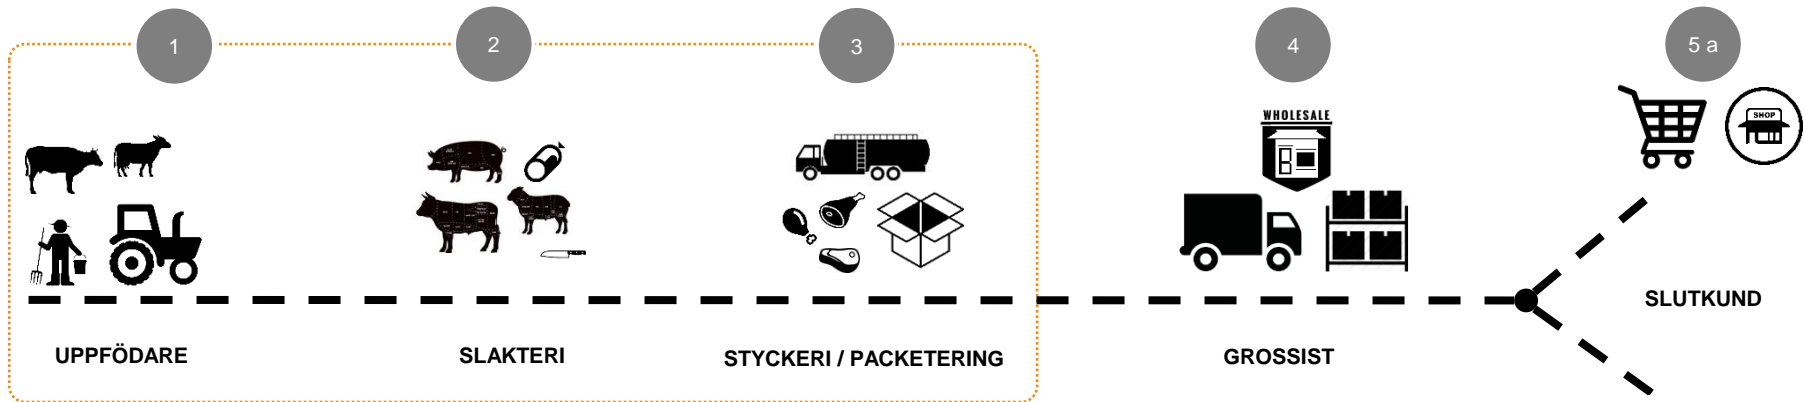 1
2
3
4
5 a
WHOLESALE
SHOP
SLUTKUND
UPPFÖDARE
SLAKTERI
STYCKERI / PACKETERING
GROSSIST